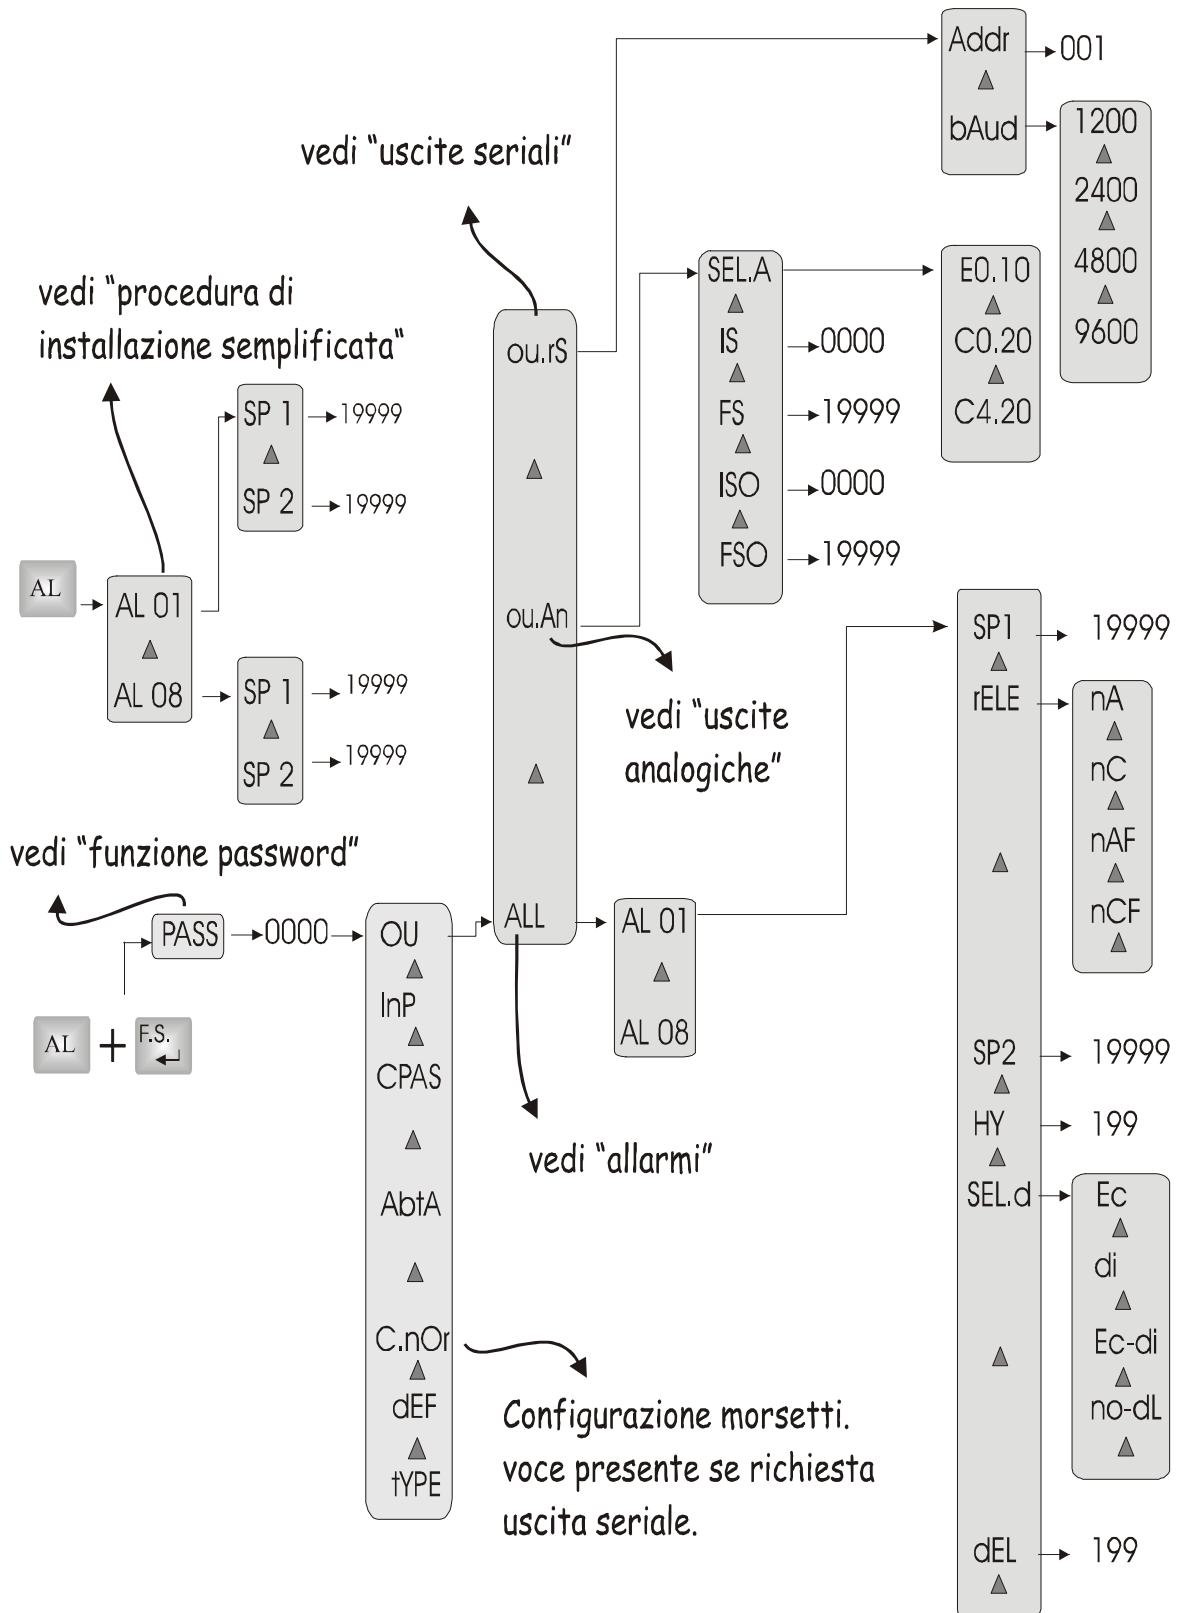 Addr
001
bAud
1200
2400
4800
9600
vedi “uscite seriali”
SEL.A
IS
0000
FS
19999
ISO
0000
FSO
19999
E0.10
C0.20
C4.20
vedi “procedura di
installazione semplificata“
ou.rS
ou.An
ALL
SP 1
19999
SP 2
19999
AL
AL 01
AL 08
SP 1
19999
SP 2
19999
vedi “uscite
analogiche”
SP1
19999
rELE
nA
nC
nAF
nCF
SP2
19999
HY
199
SEL.d
Ec
di
Ec-di
no-dL
dEL
199
vedi “funzione password”
PASS
0000
OU
InP
CPAS
AbtA
C.nOr
dEF
tYPE
AL 01
AL 08
AL + F.S.
vedi “allarmi”
Configurazione morsetti.
voce presente se richiesta
uscita seriale.